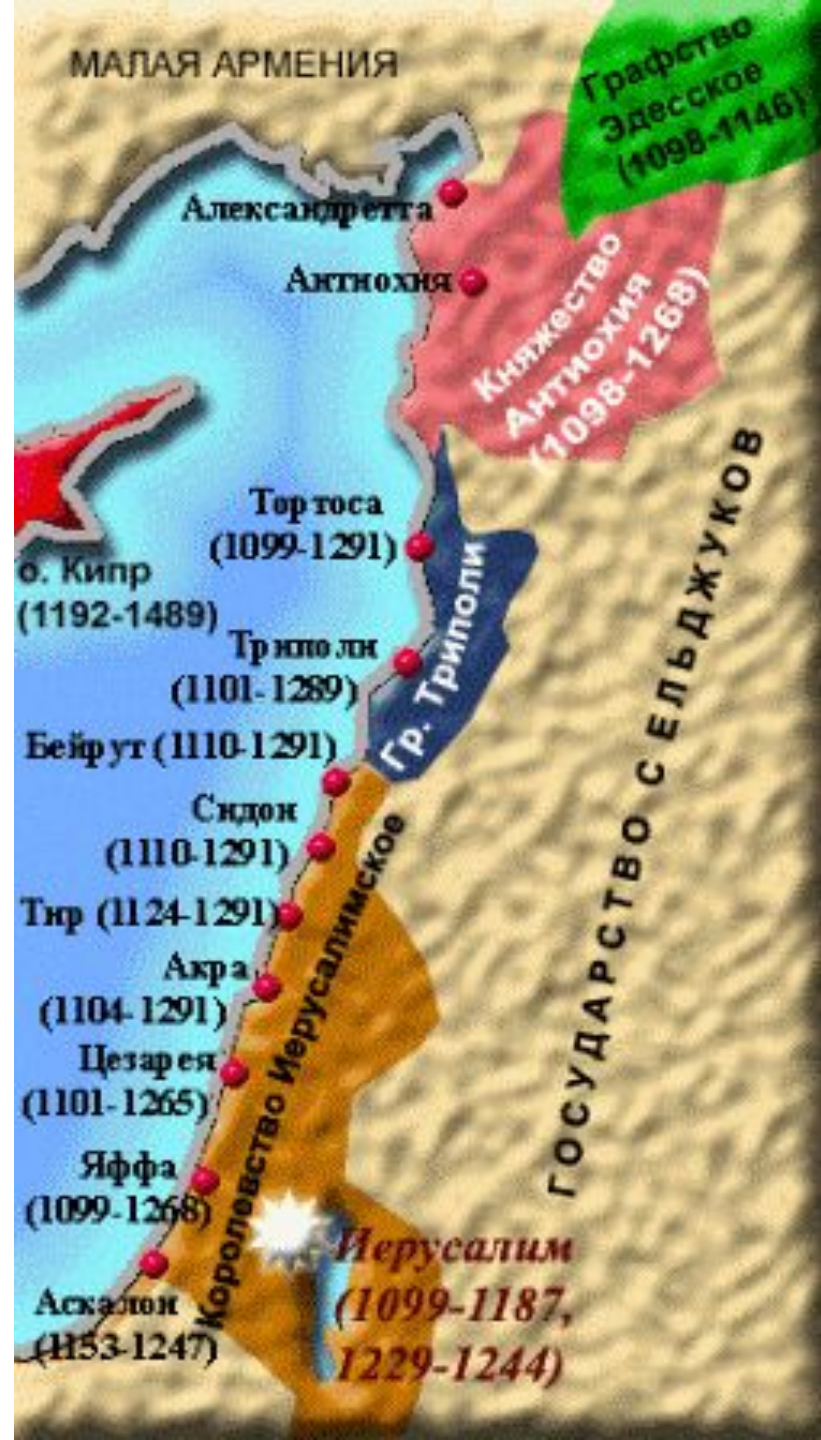 МАЛАЯ АРМЕНИЯ
Графство
Эдесское
(1098-1146)
Александретта
Антиохия
Княжество
Антиохия
(1098-1268)
Тортоса
(1099-1291)
о. Кипр
(1192-1489)
Триполи
(1101-1289)
Гр. Триполи
Бейрут (1110-1291)
Сидон
(1110-1291)
Тир (1124-1291)
Акра
(1104-1291)
Цезарея
(1101-1265)
Яффа
(1099-1268)
Аскалон
(1153-1247)
Королевство Иерусалимское
Иерусалим
(1099-1187,
1229-1244)
ГОСУДАРСТВО СЕЛЬДЖУКОВ